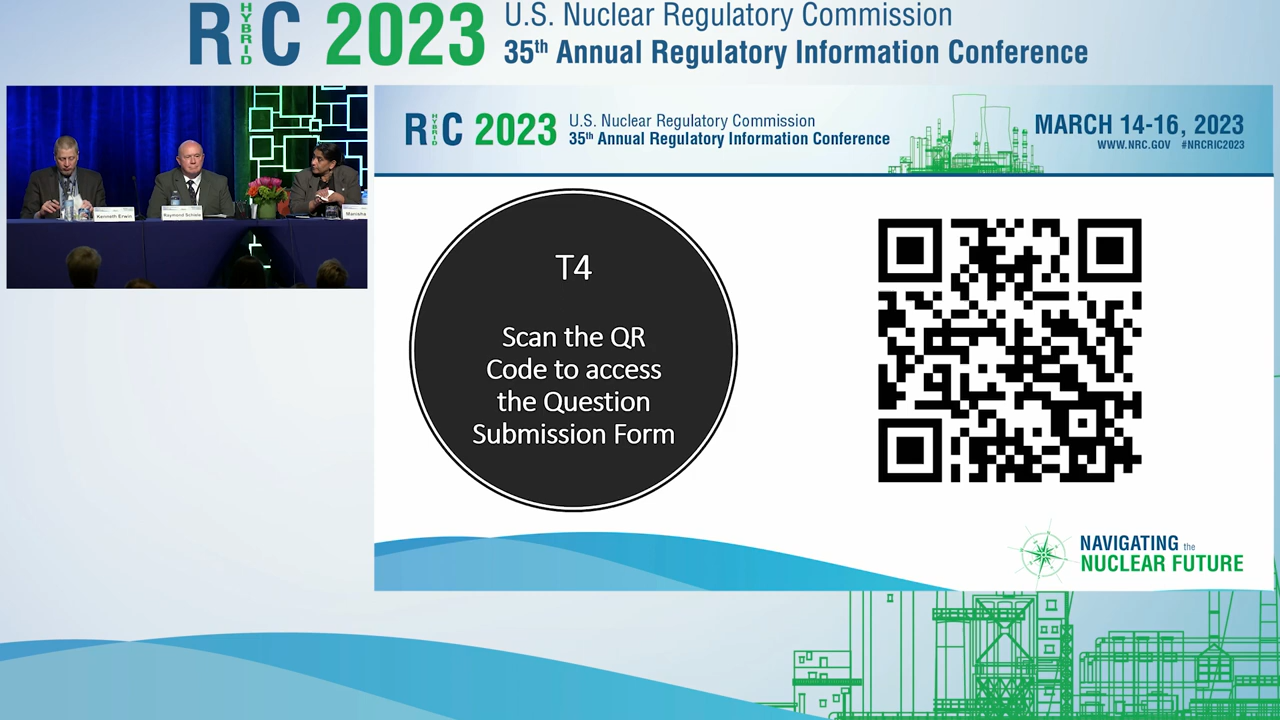 RIC 2023
HYBRID
U.S. Nuclear Regulatory Commission
35th Annual Regulatory Information Conference
RIC 2023
HYBRID
U.S. Nuclear Regulatory Commission
35th Annual Regulatory Information Conference
MARCH 14-16, 2023
WWW.NRC.GOV #NRCRIC2023
Kenneth Erwin
Raymond Schiele
T4
Scan the QR
Code to access
the Question
Submission Form
NAVIGATING the
NUCLEAR FUTURE